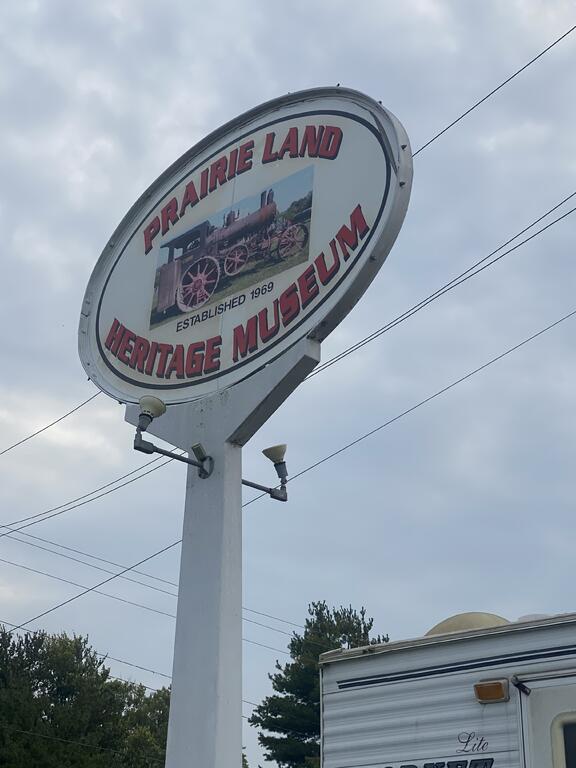 PRAIRIE LAND
ESTABLISHED 1969
HERITAGE MUSEUM
Lite